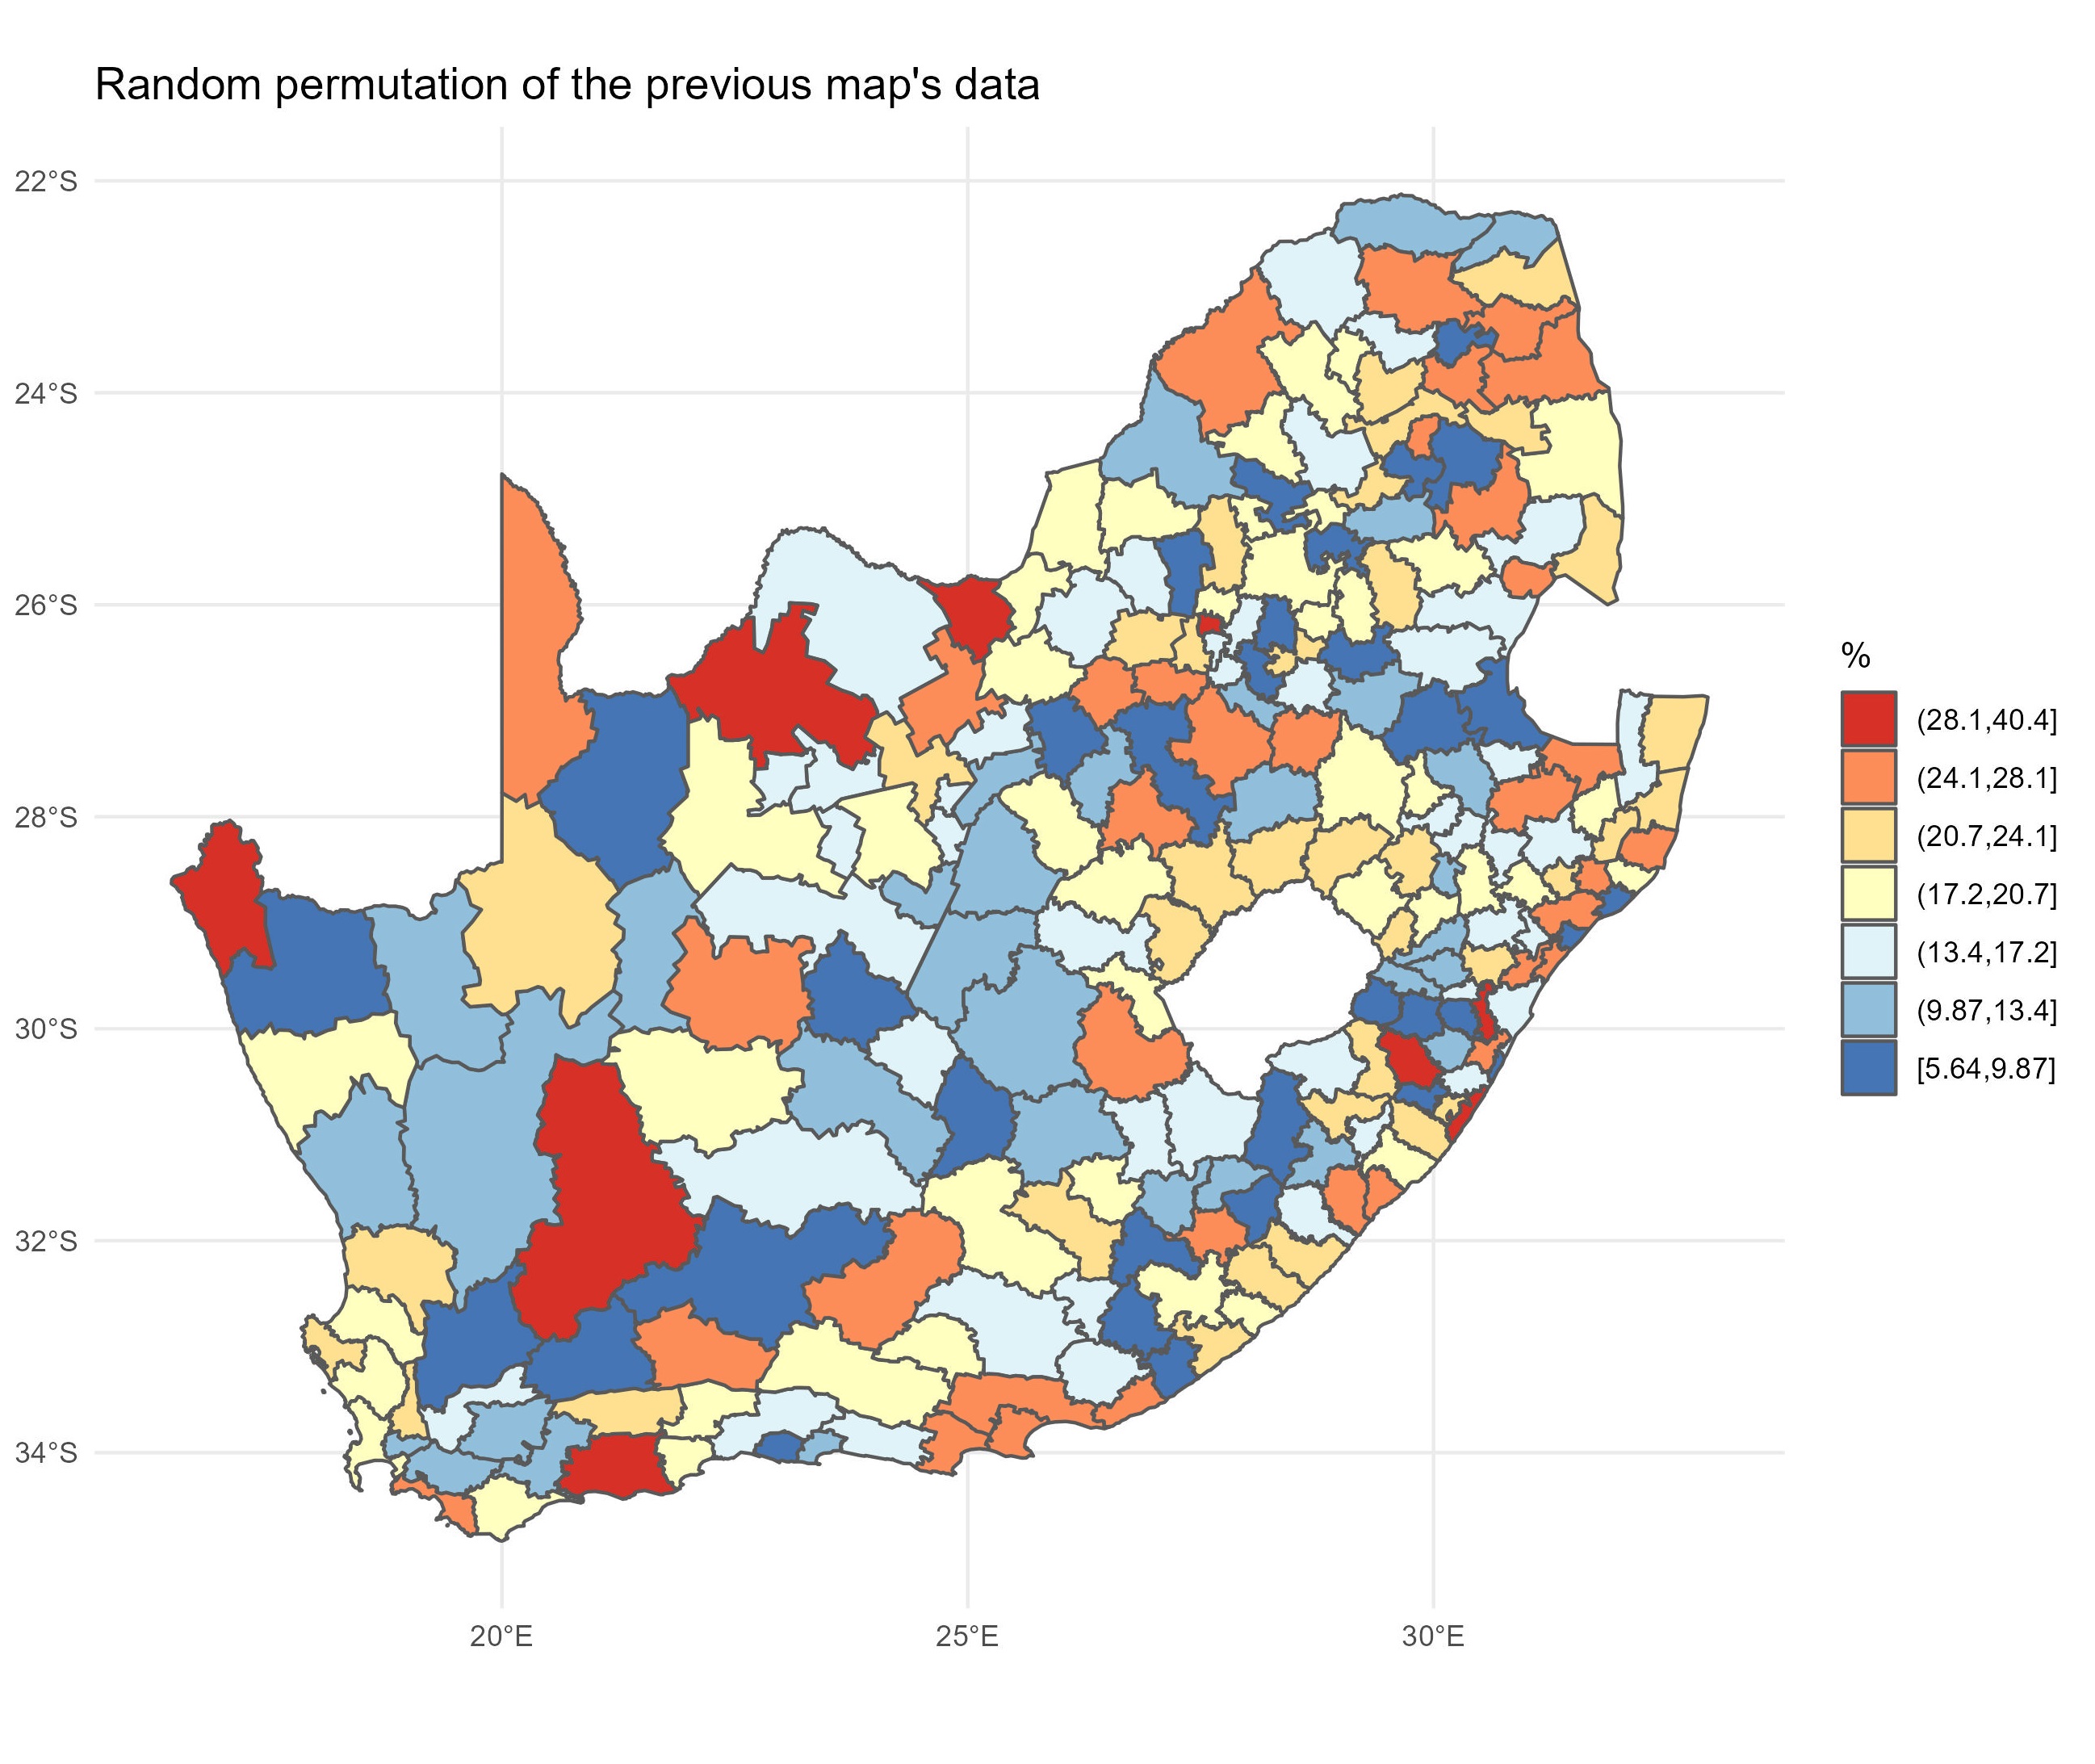 Random permutation of the previous map's data
22°S
24°S
26°S
28°S
30°S
32°S
34°S
20°E
25°E
30°E
%
(28.1,40.4]
(24.1,28.1]
(20.7,24.1]
(17.2,20.7]
(13.4,17.2]
(9.87,13.4]
[5.64,9.87]